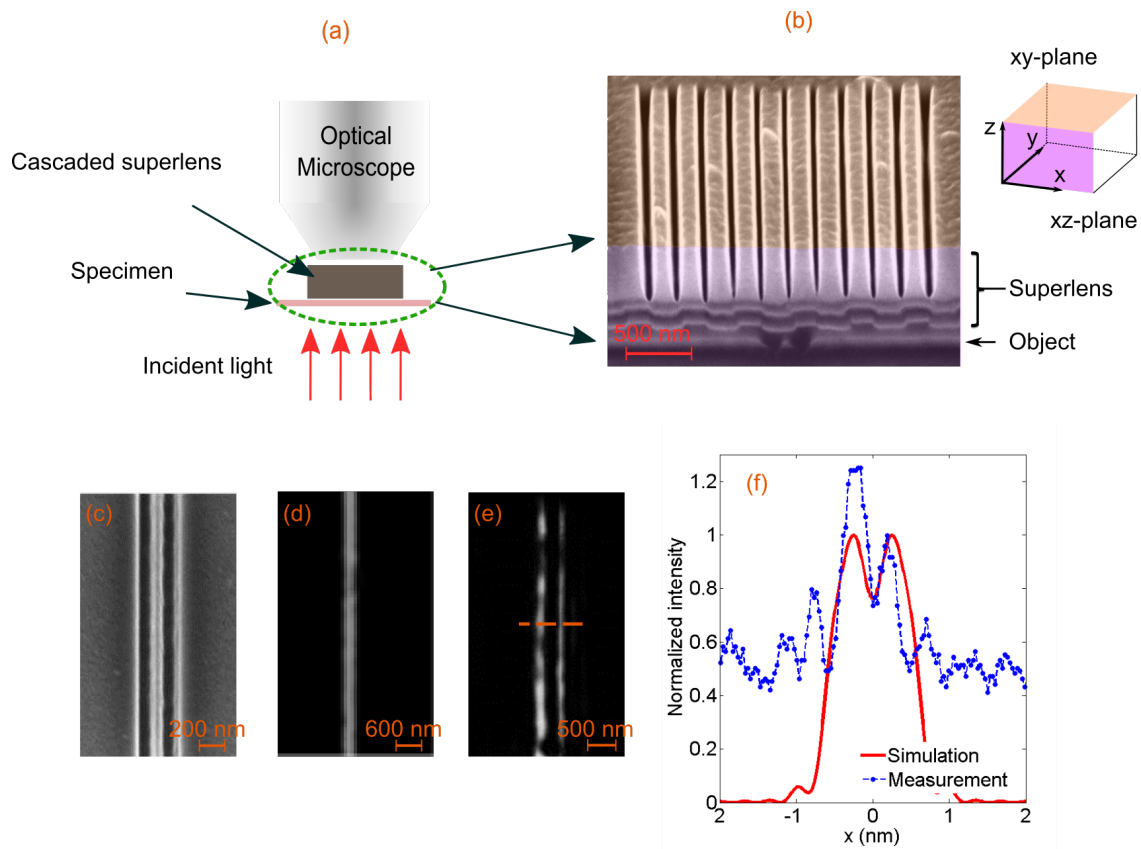 (a)
Optical
Microscope
Cascaded superlens
Specimen
Incident light
(b)
500 nm
xy-plane
z
y
x
xz-plane
Superlens
Object
(c)
200 nm
(d)
600 nm
(e)
500 nm
(f)
Normalized intensity
1.2
1
0.8
0.6
0.4
0.2
0
2
-1
0
1
2
x (nm)
Simulation
Measurement